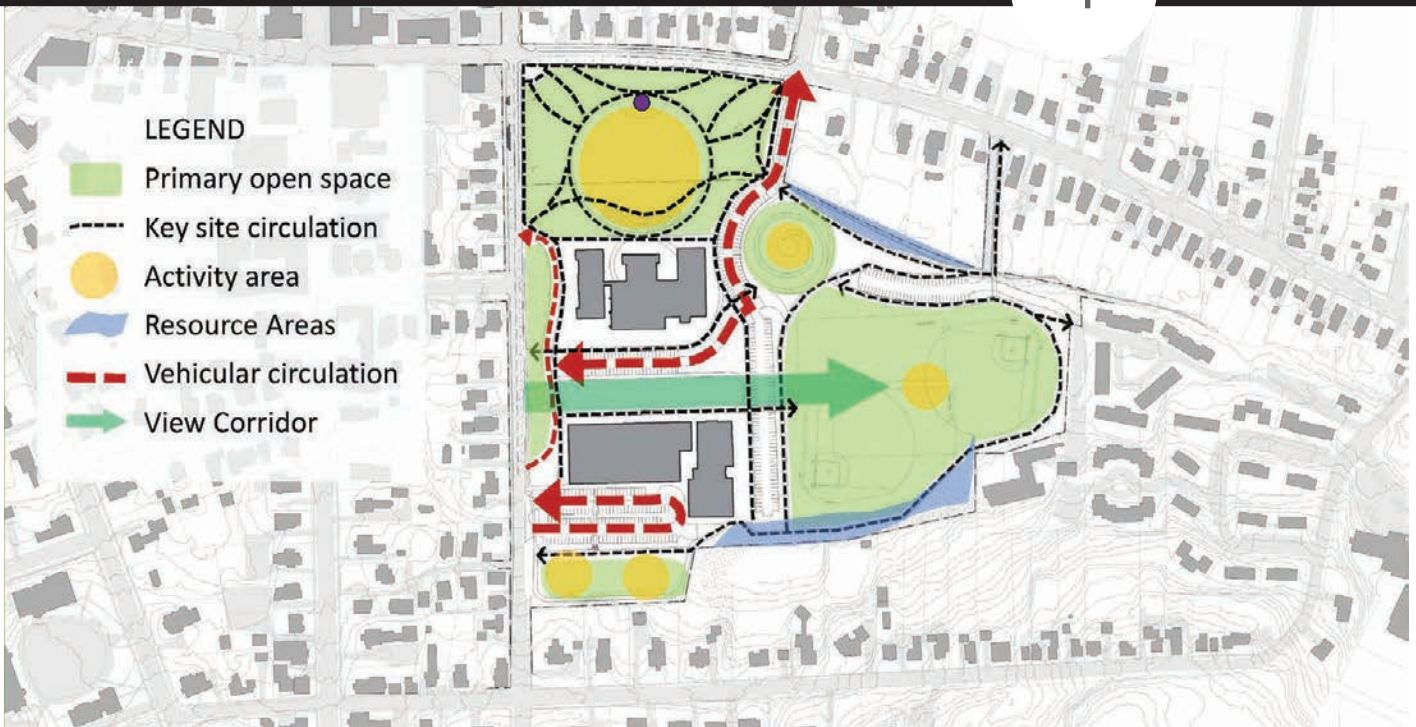 LEGEND
Primary open space
Key site circulation
Activity area
Resource Areas
Vehicular circulation
View Corridor